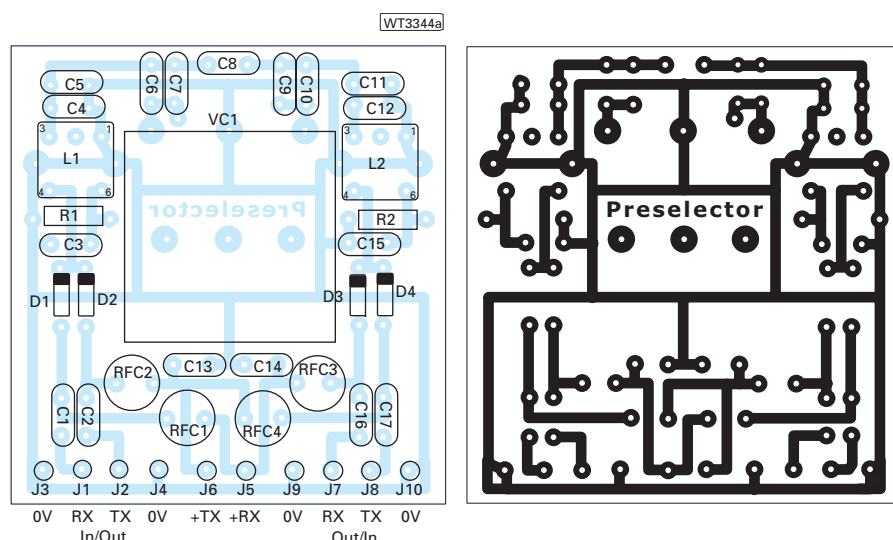 WT3344a
C8
C5
C6
C7
C9
C10
C11
C4
C12
VC1
3
1
3
1
L1
L2
4
6
4
6
R1
Preselector
R2
Preselector
C3
C15
D1
D2
D3
D4
C13
C14
RFC2
RFC3
C1
C2
RFC1
RFC4
C16
C17
J3 J1 J2 J4 J6 J5 J9 J7 J8 J10
0V RX TX 0V +TX +RX 0V RX TX 0V
In/Out Out/In